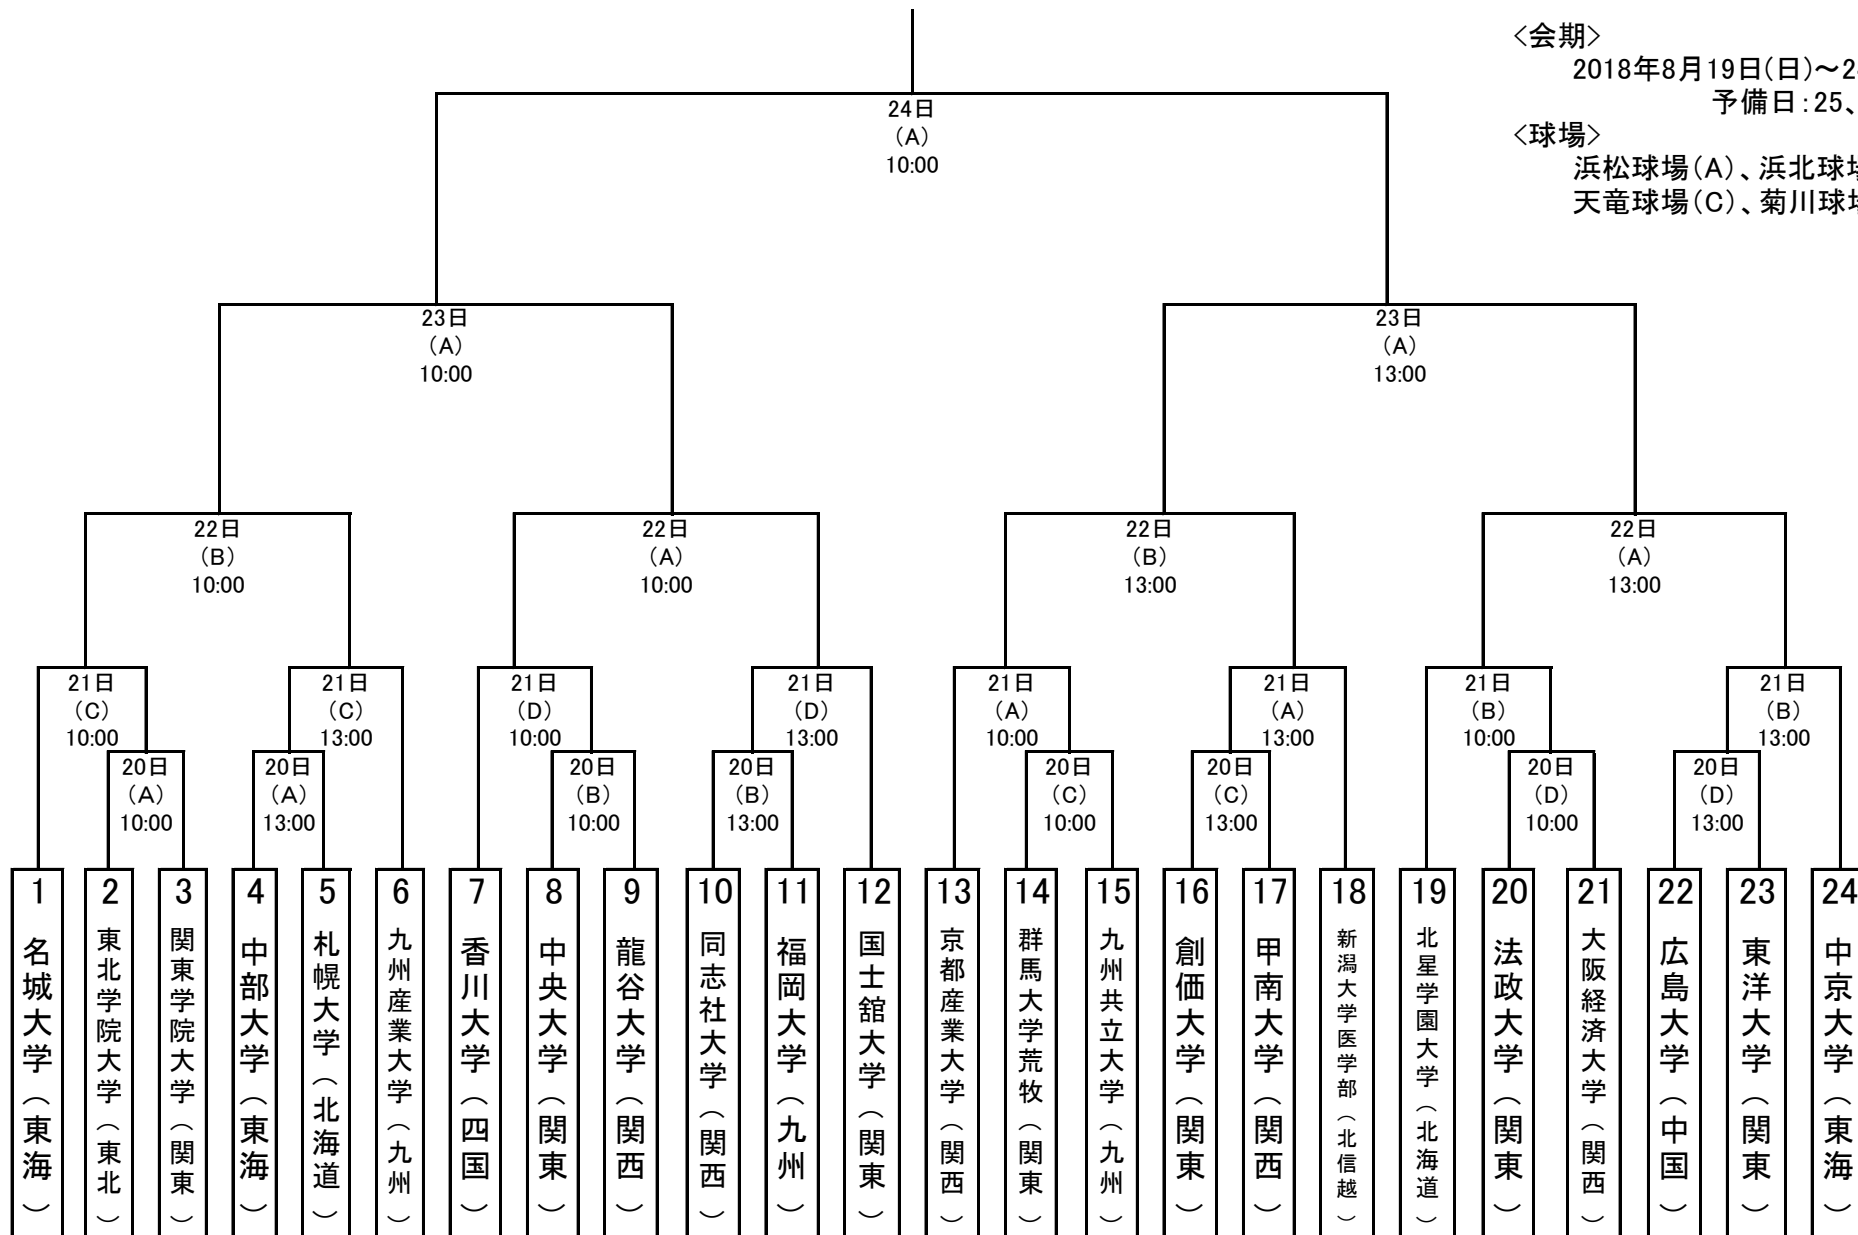 〈会期〉
2018年8月19日(日)～2
予備日:25、
〈球場〉
浜松球場(A)、浜北球場
天竜球場(C)、菊川球場
24日
(A)
10:00
23日
(A)
10:00
23日
(A)
13:00
22日
(B)
10:00
22日
(A)
10:00
22日
(B)
13:00
22日
(A)
13:00
21日
(C)
10:00
21日
(C)
13:00
21日
(D)
10:00
21日
(D)
13:00
21日
(A)
10:00
21日
(A)
13:00
21日
(B)
10:00
21日
(B)
13:00
20日
(A)
10:00
20日
(A)
13:00
20日
(B)
10:00
20日
(B)
13:00
20日
(C)
10:00
20日
(C)
13:00
20日
(D)
10:00
20日
(D)
13:00
1 名城大学(東海)
2 東北学院大学(東北)
3 関東学院大学(関東)
4 中部大学(東海)
5 札幌大学(北海道)
6 九州産業大学(九州)
7 香川大学(四国)
8 中央大学(関東)
9 龍谷大学(関西)
10 同志社大学(関西)
11 福岡大学(九州)
12 国士舘大学(関東)
13 京都産業大学(関西)
14 群馬大学荒牧(関東)
15 九州共立大学(九州)
16 創価大学(関東)
17 甲南大学(関西)
18 新潟大学医学部(北信越)
19 北星学園大学(北海道)
20 法政大学(関東)
21 大阪経済大学(関西)
22 広島大学(中国)
23 東洋大学(関東)
24 中京大学(東海)